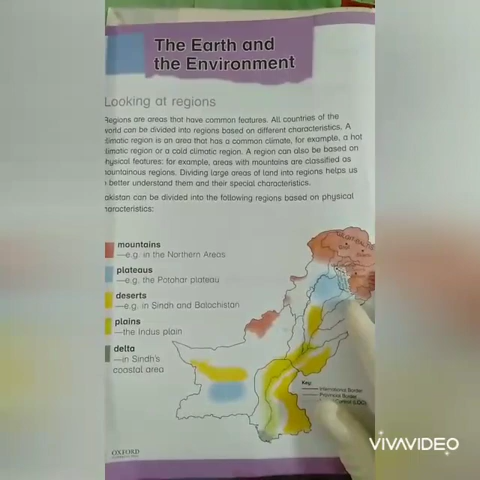 The Earth and
the Environment
Looking at regions
Regions are areas that have common features. All countries of the
world can be divided into regions based on different characteristics. A
climatic region is an area that has a common climate, for example, a hot
climatic region or a cold climatic region. A region can also be based on
physical features: for example, areas with mountains are classified as
mountainous regions. Dividing large areas of land into regions helps us
better understand them and their special characteristics.
akistan can be divided into the following regions based on physical
haracteristics:
mountains
—e.g. in the Northern Areas
plateaus
—e.g. the Potohar plateau
deserts
—e.g. in Sindh and Balochistan
plains
—the Indus plain
delta
—in Sindh's
coastal area
Key:
International Border
Provincial Border
Control (LOC)
OXFORD
VIVAVIDEO